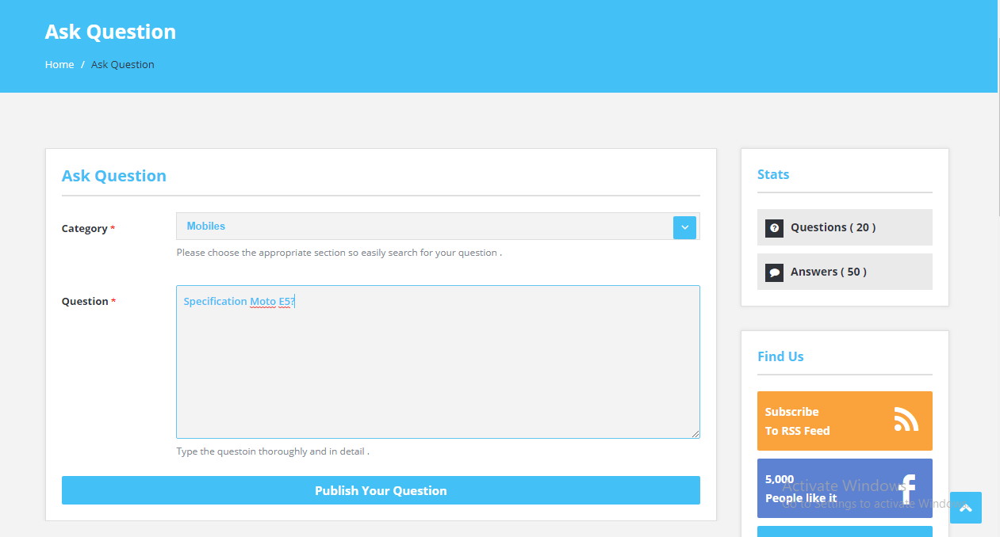 Ask Question
Home / Ask Question
Ask Question
Category *
Mobiles
Please choose the appropriate section so easily search for your question .
Question *
Specification Moto E5?
Type the questoin thoroughly and in detail .
Publish Your Question
Stats
Questions ( 20 )
Answers ( 50 )
Find Us
Subscribe
To RSS Feed
5,000
People like it
Activate Windows
Go to Settings to activate Windows.